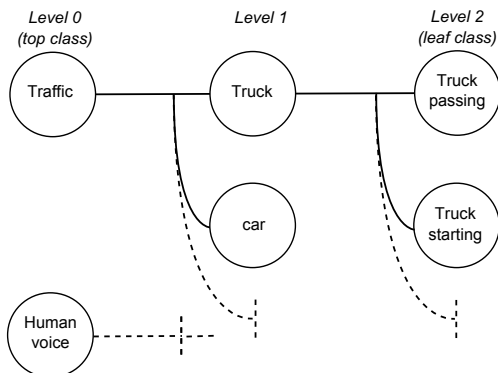 Level 0
(top class)
Level 1
Level 2
(leaf class)
Traffic
Truck
Truck
passing
car
Truck
starting
Human
voice